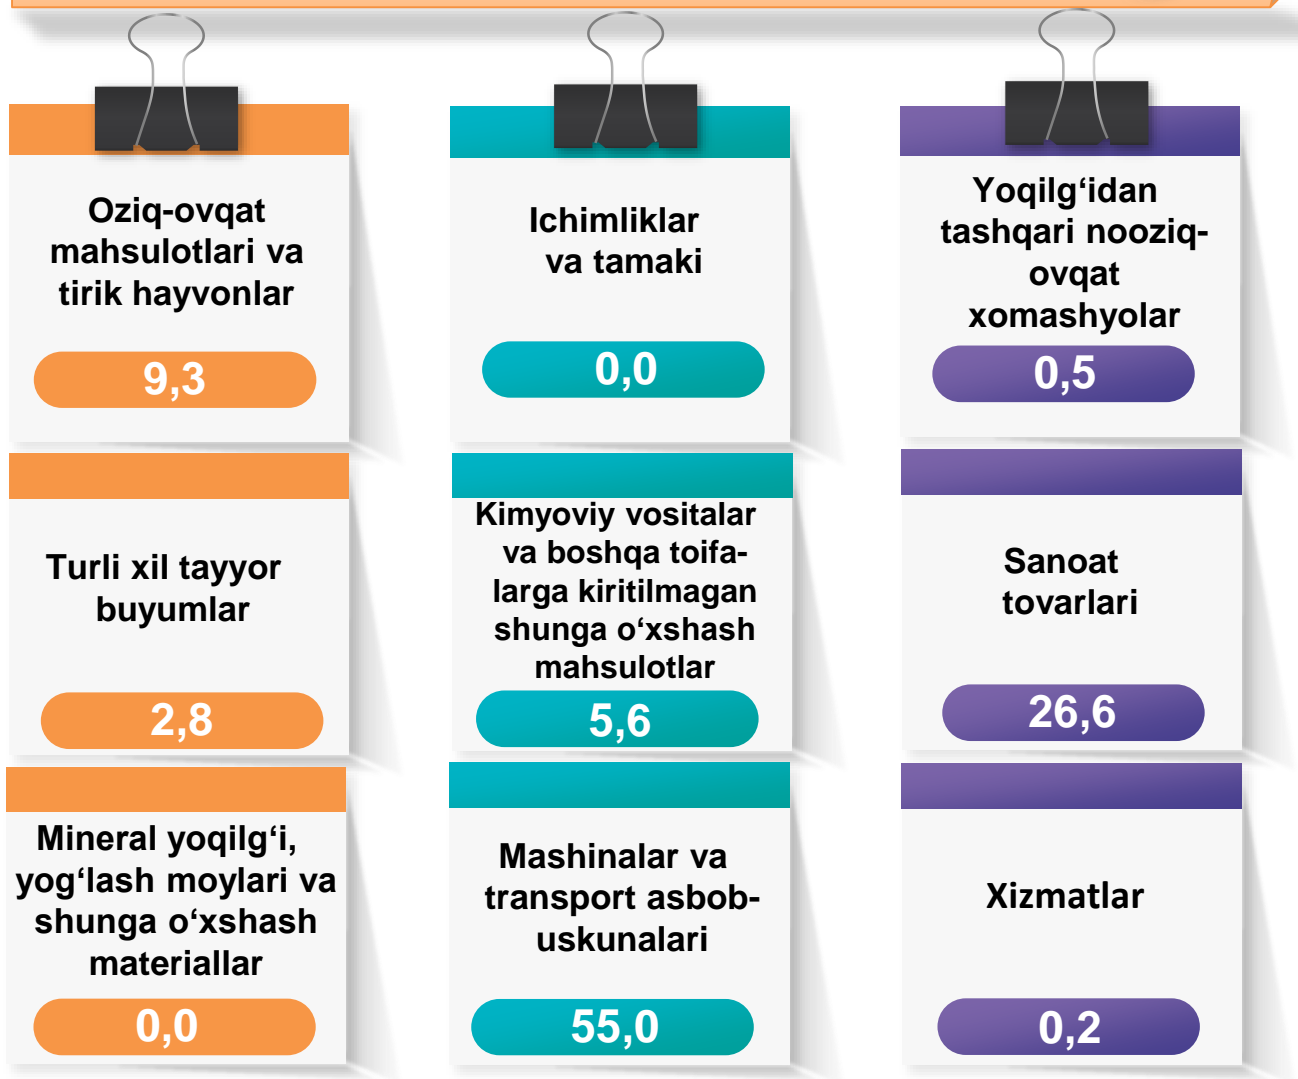 Oziq-ovqat
mahsulotlari va
tirik hayvonlar
9,3
Ichimliklar
va tamaki
0,0
Yoqilg‘idan
tashqari nooziq-
ovqat
xomashyolar
0,5
Turli xil tayyor
buyumlar
2,8
Kimyoviy vositalar
va boshqa toifa-
larga kiritilmagan
shunga o‘xshash
mahsulotlar
5,6
Sanoat
tovarlari
26,6
Mineral yoqilg‘i,
yog‘lash moylari va
shunga o‘xshash
materiallar
0,0
Mashinalar va
transport asbob-
uskunalari
55,0
Xizmatlar
0,2